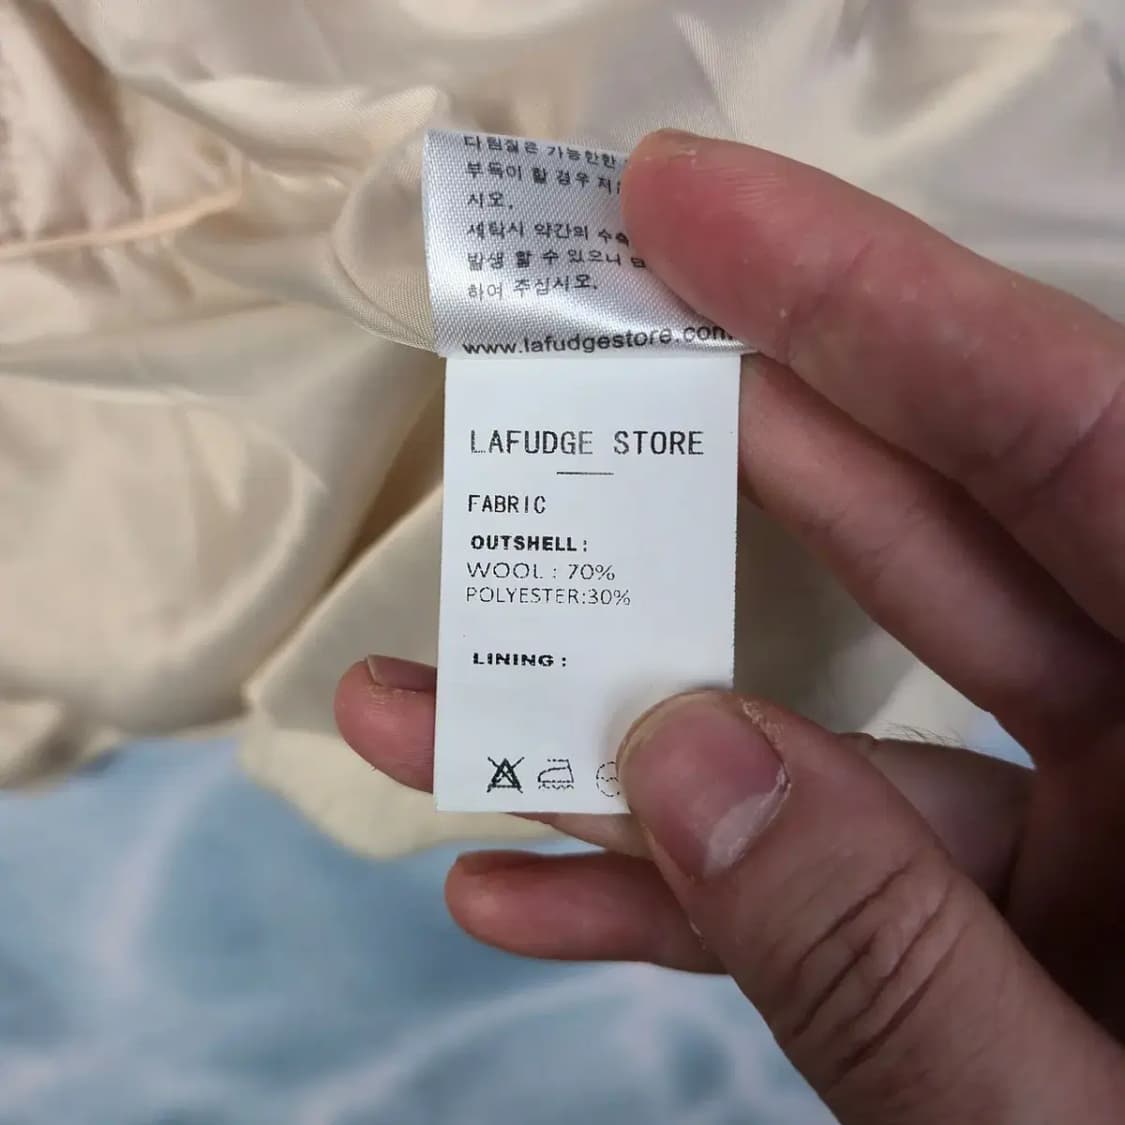 다림질은 가능한한
부득이 할 경우
시오.
세탁시 약간의
발생 할 수 있으니
하여 주십시오.
www.lafudgestore.com
LAFUDGE STORE
FABRIC
OUTSHELL:
WOOL : 70%
POLYESTER:30%
LINING :